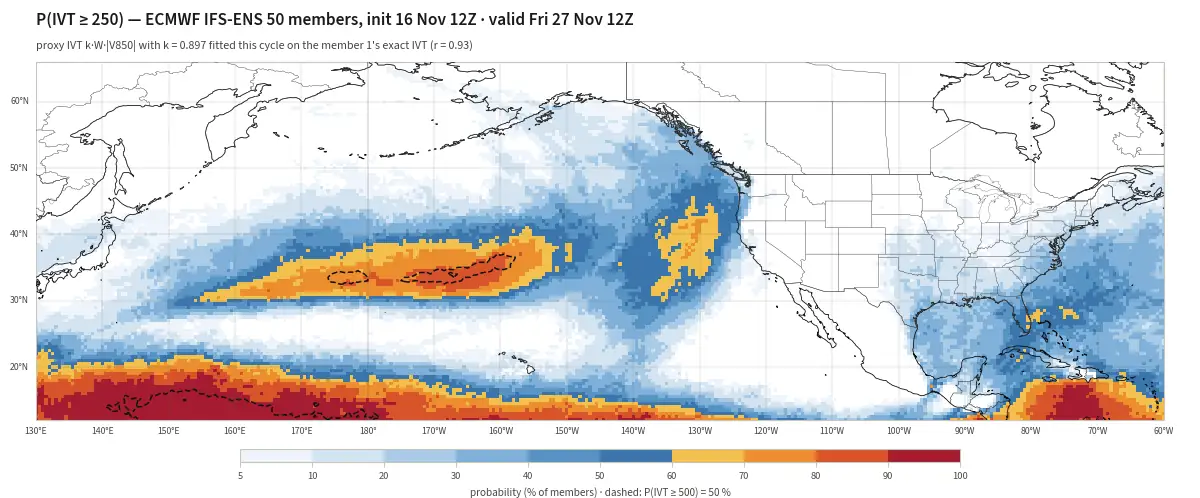 P(IVT ≥ 250) — ECMWF IFS-ENS 50 members, init 16 Nov 12Z · valid Fri 27 Nov 12Z
proxy IVT k·W·|V850| with k = 0.897 fitted this cycle on the member 1's exact IVT (r = 0.93)
60°N
50°N
40°N
30°N
20°N
130°E 140°E 150°E 160°E 170°E 180° 170°W 160°W 150°W 140°W 130°W 120°W 110°W 100°W 90°W 80°W 70°W 60°W
5 10 20 30 40 50 60 70 80 90 100
probability (% of members) · dashed: P(IVT ≥ 500) = 50 %